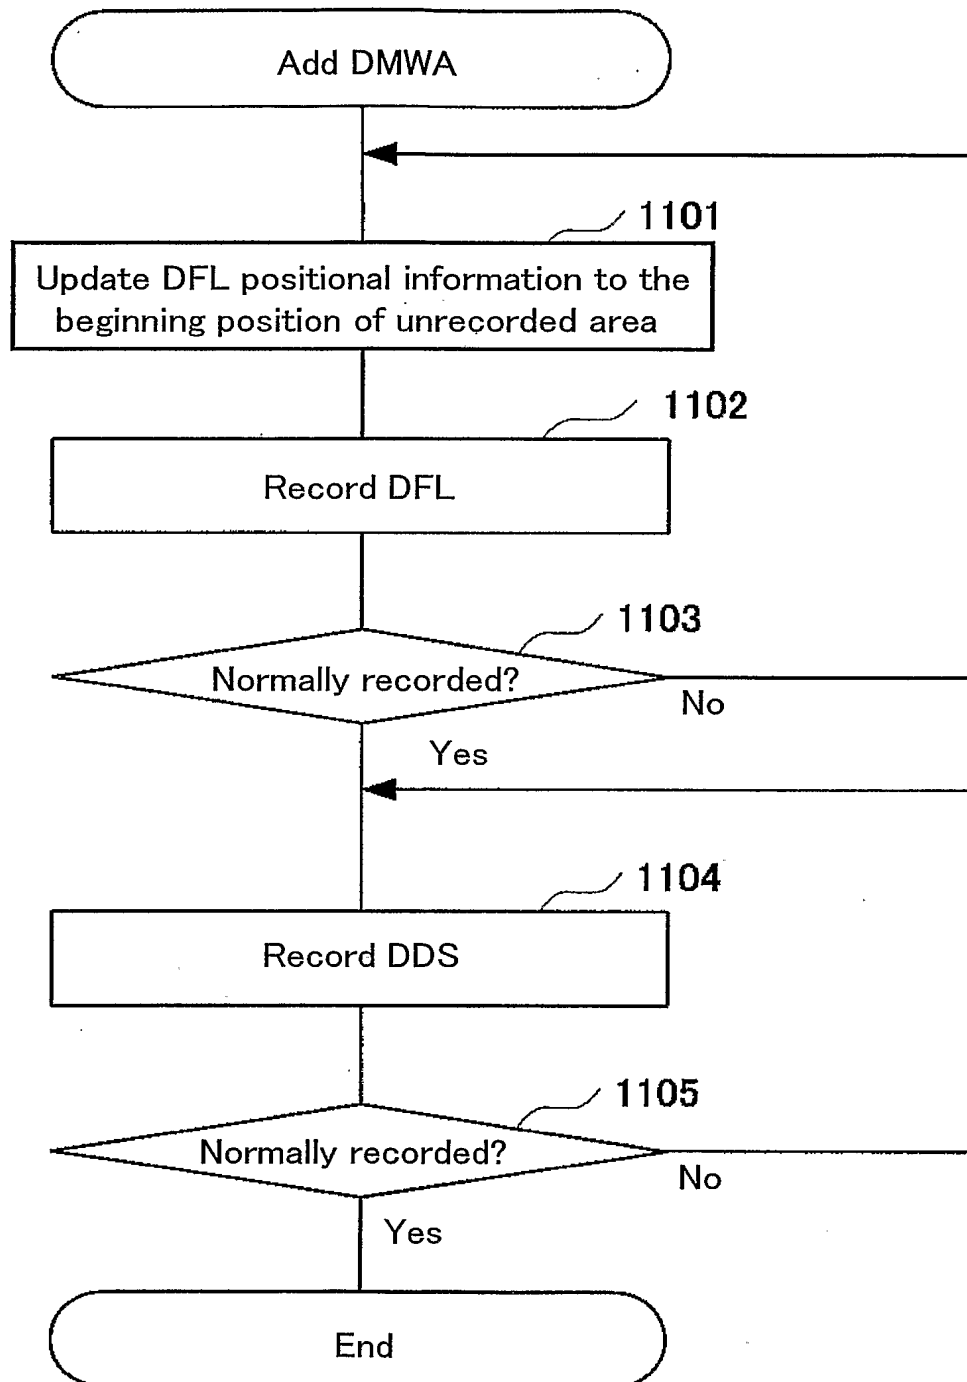 Add DMWA
1101
Update DFL positional information to the
beginning position of unrecorded area
1102
Record DFL
1103
Normally recorded?
No
Yes
1104
Record DDS
1105
Normally recorded?
No
Yes
End